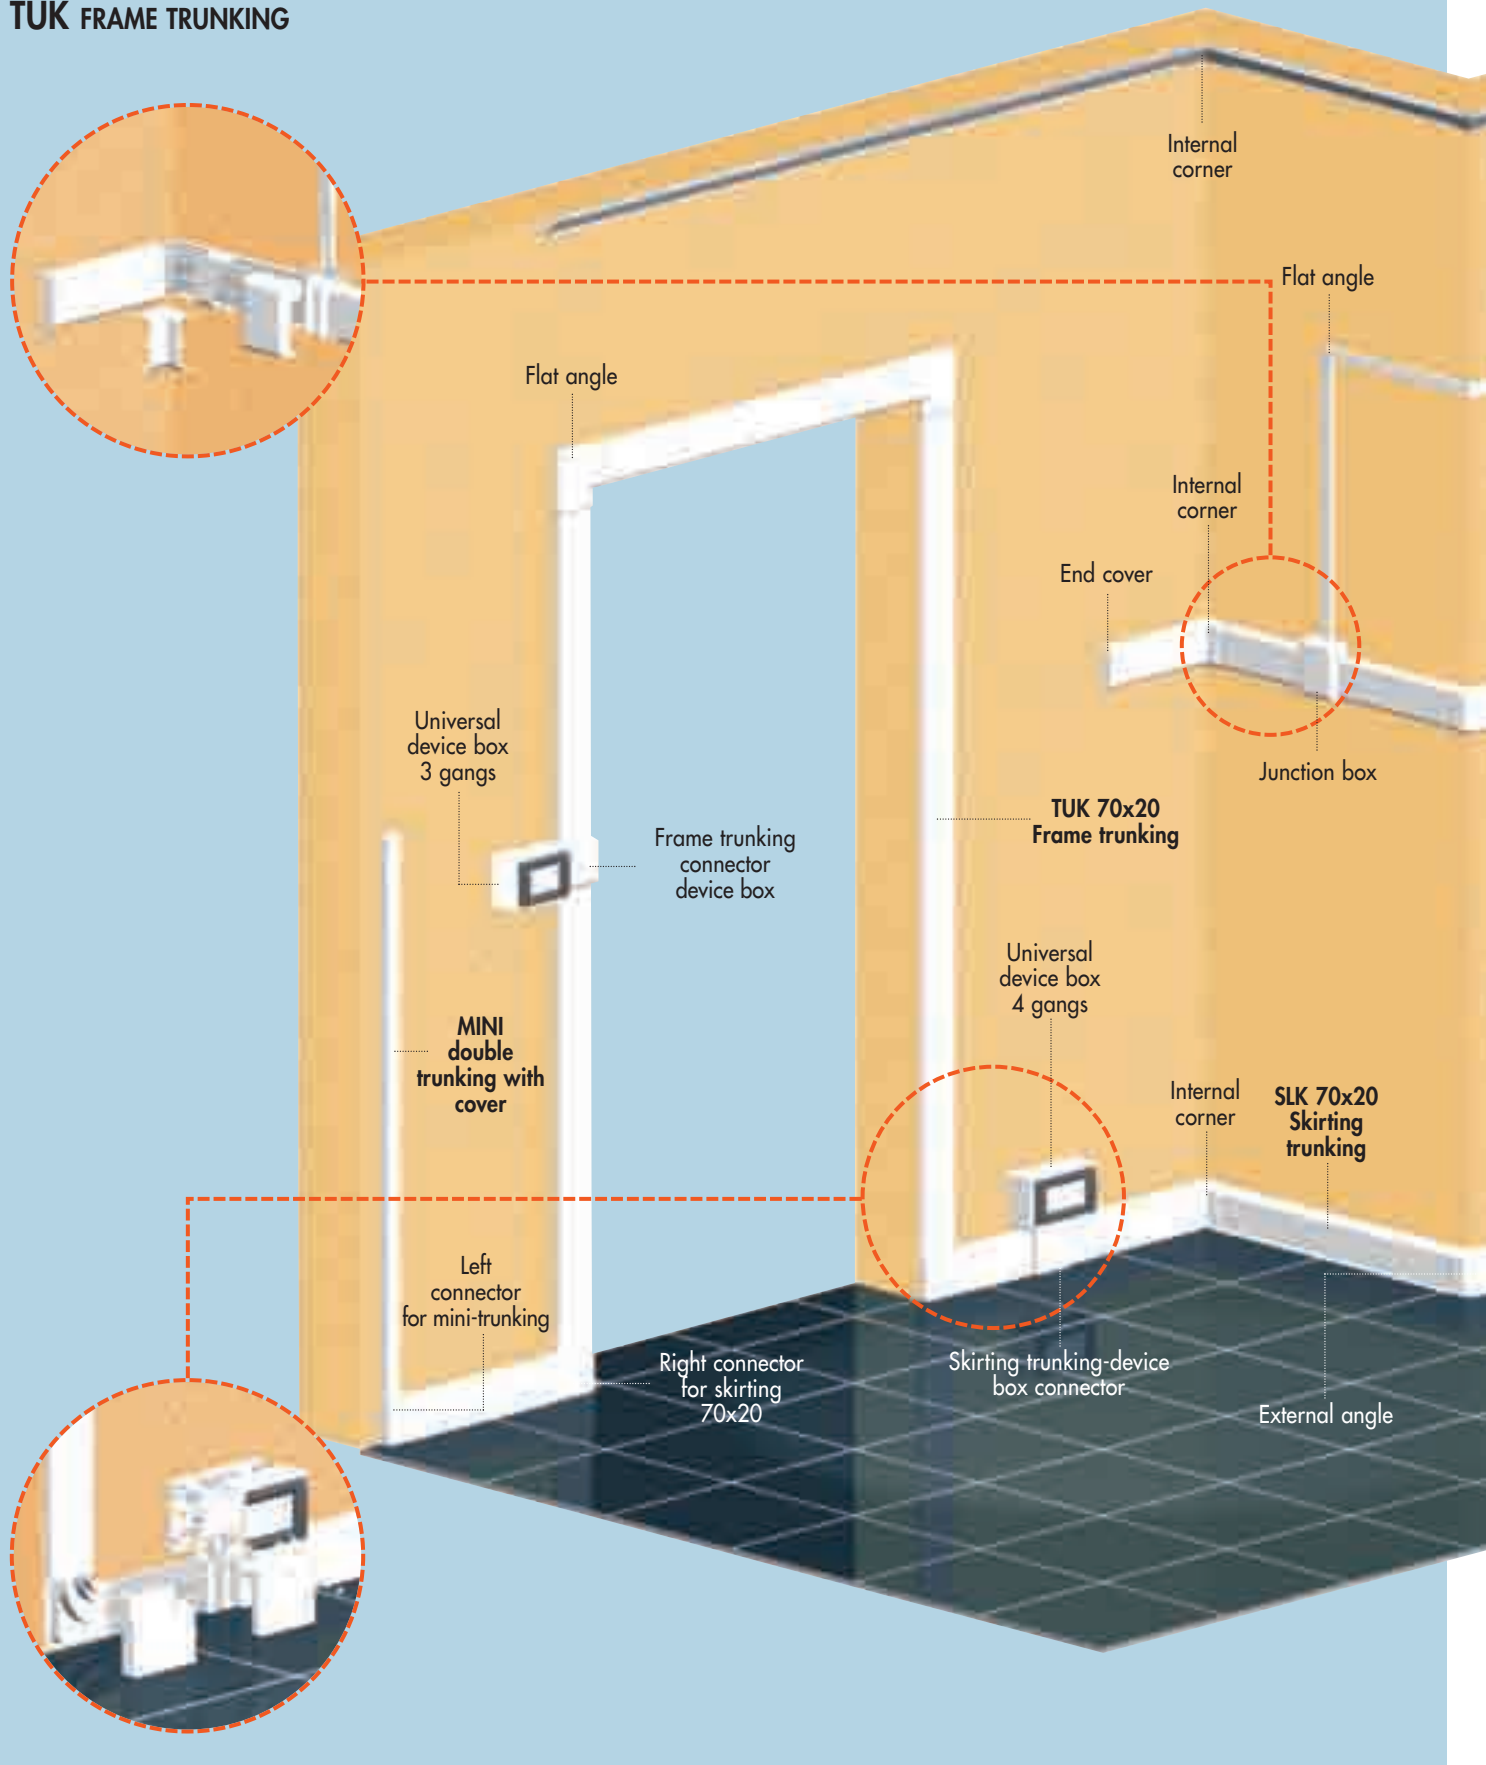 TUK FRAME TRUNKING
Internal
corner
Flat angle
Flat angle
Internal
corner
End cover
Universal
device box
3 gangs
Junction box
TUK 70x20
Frame trunking
Frame trunking
connector
device box
Universal
device box
4 gangs
MINI
double
trunking with
cover
Internal
corner
SLK 70x20
Skirting
trunking
Left
connector
for mini-trunking
Right connector
for skirting
70x20
Skirting trunking-device
box connector
External angle